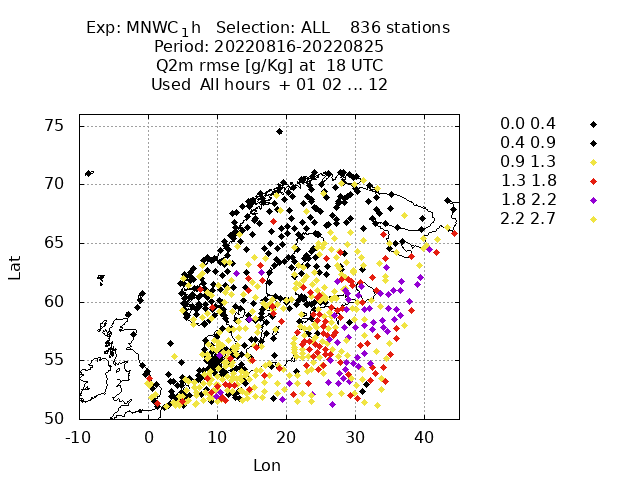 Exp: MNWC_1h Selection: ALL 836 stations
Period: 20220816-20220825
Q2m rmse [g/Kg] at 18 UTC
Used All hours + 01 02 ... 12
0.0 0.4
0.4 0.9
0.9 1.3
1.3 1.8
1.8 2.2
2.2 2.7
75
70
65
60
55
50
Lat
-10 0 10 20 30 40
Lon